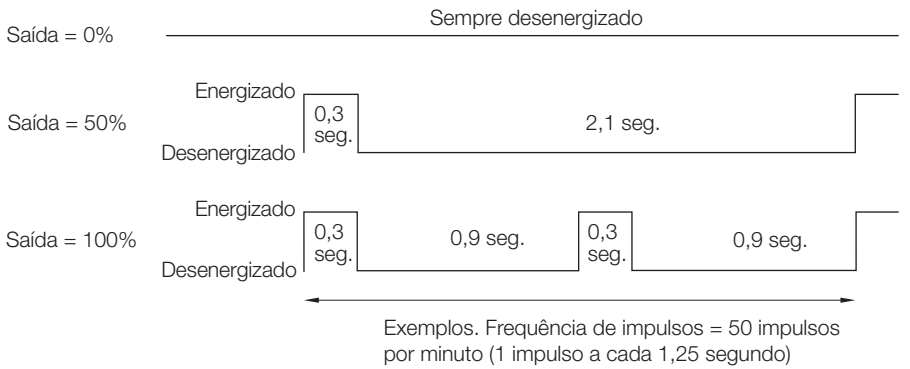 Sempre desenergizado
Saída = 0%
Energizado
Saída = 50%
0,3
seg.
2,1 seg.
Desenergizado
Energizado
Saída = 100%
0,3
seg.
0,9 seg.
0,3
seg.
0,9 seg.
Desenergizado
Exemplos. Frequência de impulsos = 50 impulsos
por minuto (1 impulso a cada 1,25 segundo)